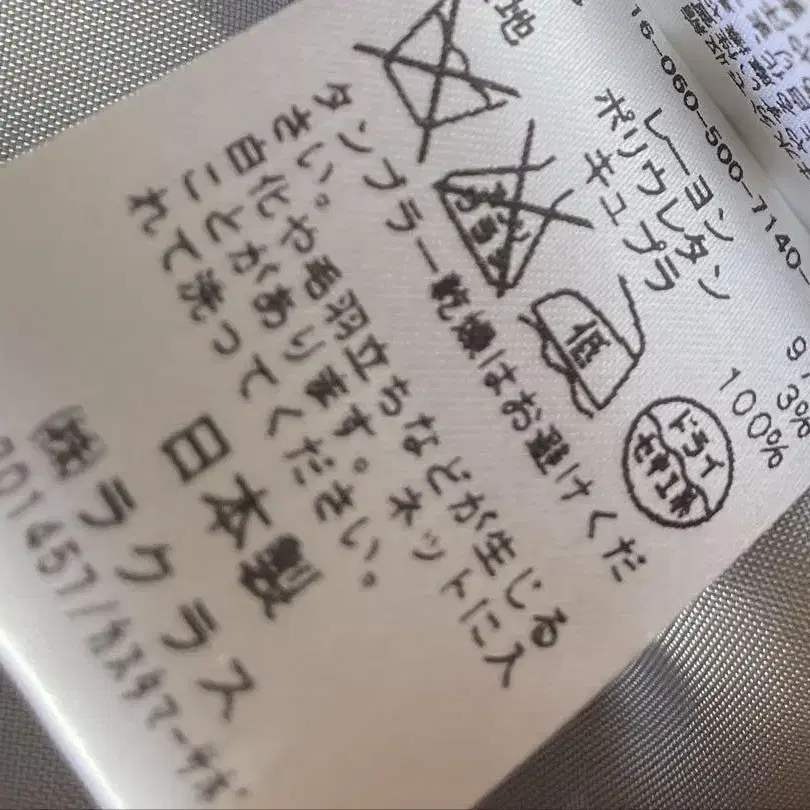 16-060-500-7140-
レーヨン
ポリウレタン 3%
キュプラ 100%
地
低
ドライ
セキユ系
タンブラー乾燥はお避けくだ
さい。
白化や毛羽立ちなどが生じる
ことがあります。ネットに入
れて洗ってください。
日本製
㈱ラクラス